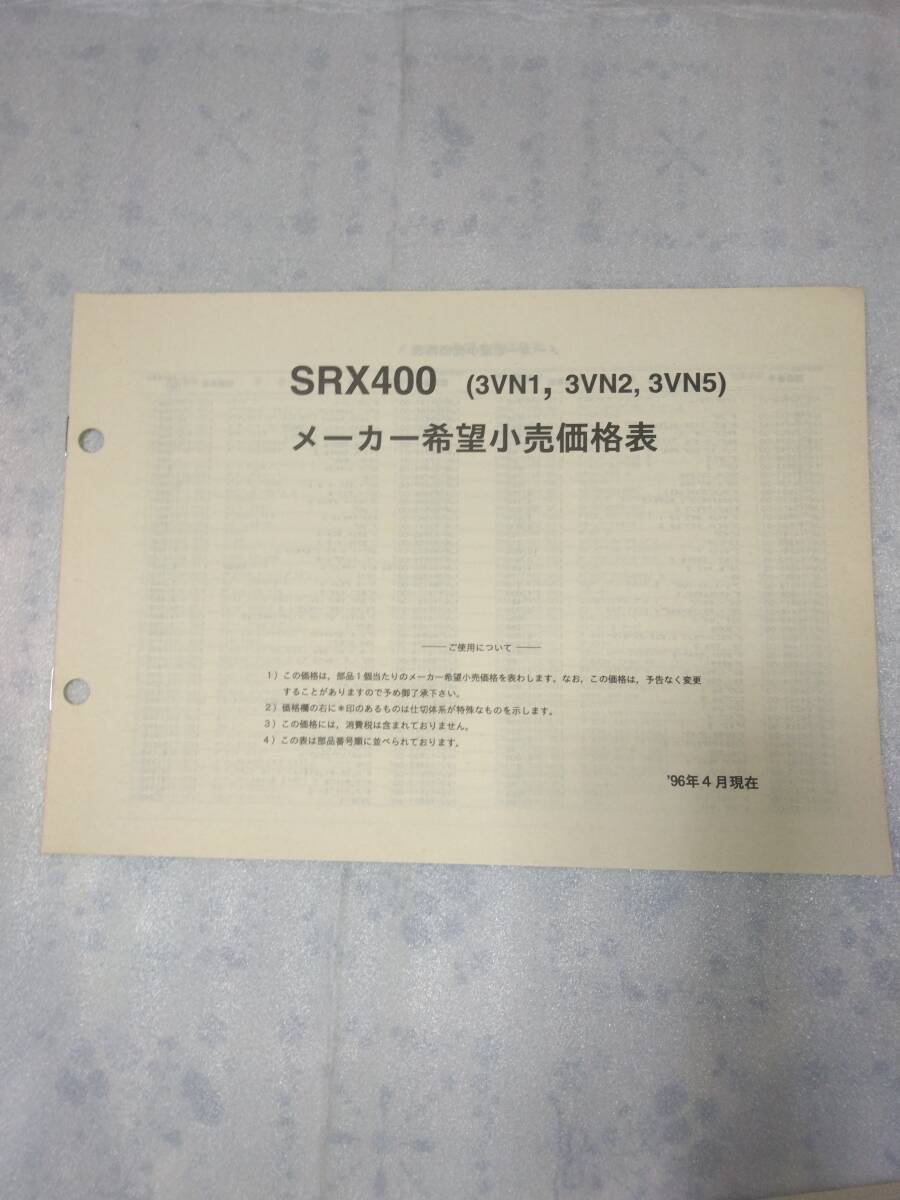 SRX400 (3VN1, 3VN2, 3VN5)
メーカー希望小売価格表
―― ご使用について ――
1）この価格は，部品1個当たりのメーカー希望小売価格を表わします。なお，この価格は，予告なく変更
することがありますので予め御了承下さい。
2）価格欄の右に＊印のあるものは仕切体系が特殊なものを示します。
3）この価格には，消費税は含まれておりません。
4）この表は部品番号順に並べられております。
'96年4月現在